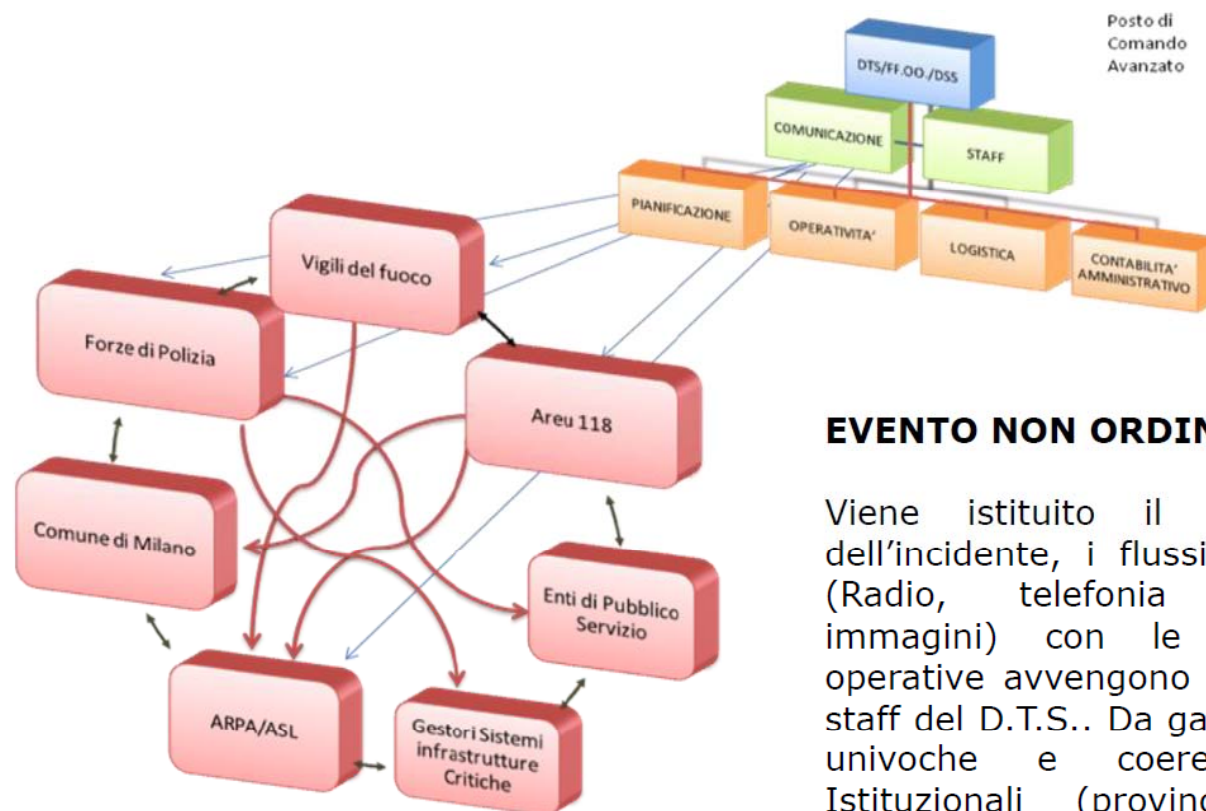 Posto di
Comando
Avanzato
DTS/FF.OO./DSS
COMUNICAZIONE
STAFF
PIANIFICAZIONE
OPERATIVITA'
LOGISTICA
CONTABILITA'
AMMINISTRATIVO
Vigili del fuoco
Forze di Polizia
Areu 118
Comune di Milano
Enti di Pubblico
Servizio
ARPA/ASL
Gestori Sistemi
infrastrutture
Critiche
EVENTO NON ORDIN
Viene istituito il
dell'incidente, i flussi
(Radio, telefonia
immagini) con le
operative avvengono
staff del D.T.S.. Da ga
univoche e coere
Istituzionali (provinc